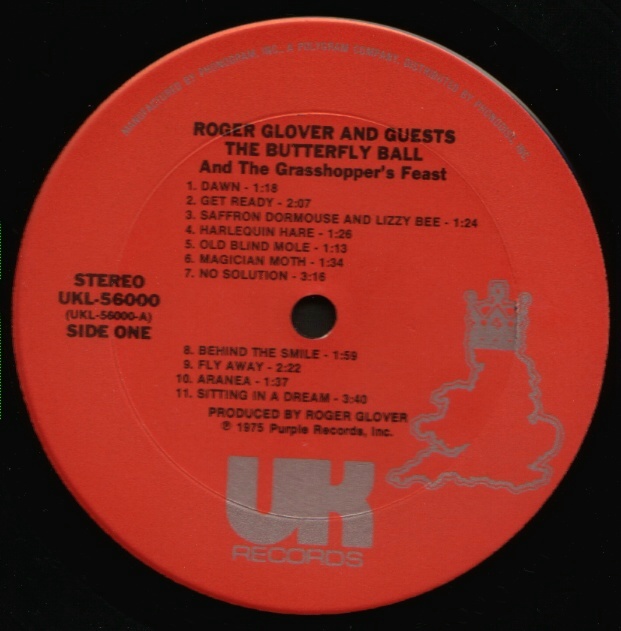 MANUFACTURED BY PHONOGRAM, INC., A POLYGRAM COMPANY, DISTRIBUTED BY PHONODISC, INC.
ROGER GLOVER AND GUESTS
THE BUTTERFLY BALL
And The Grasshopper's Feast
1. DAWN - 1:18
2. GET READY - 2:07
3. SAFFRON DORMOUSE AND LIZZY BEE - 1:24
4. HARLEQUIN HARE - 1:26
5. OLD BLIND MOLE - 1:13
6. MAGICIAN MOTH - 1:34
7. NO SOLUTION - 3:16
STEREO
UKL-56000
(UKL-56000-A)
SIDE ONE
8. BEHIND THE SMILE - 1:59
9. FLY AWAY - 2:22
10. ARANEA - 1:37
11. SITTING IN A DREAM - 3:40
PRODUCED BY ROGER GLOVER
℗ 1975 Purple Records, Inc.
UK
RECORDS